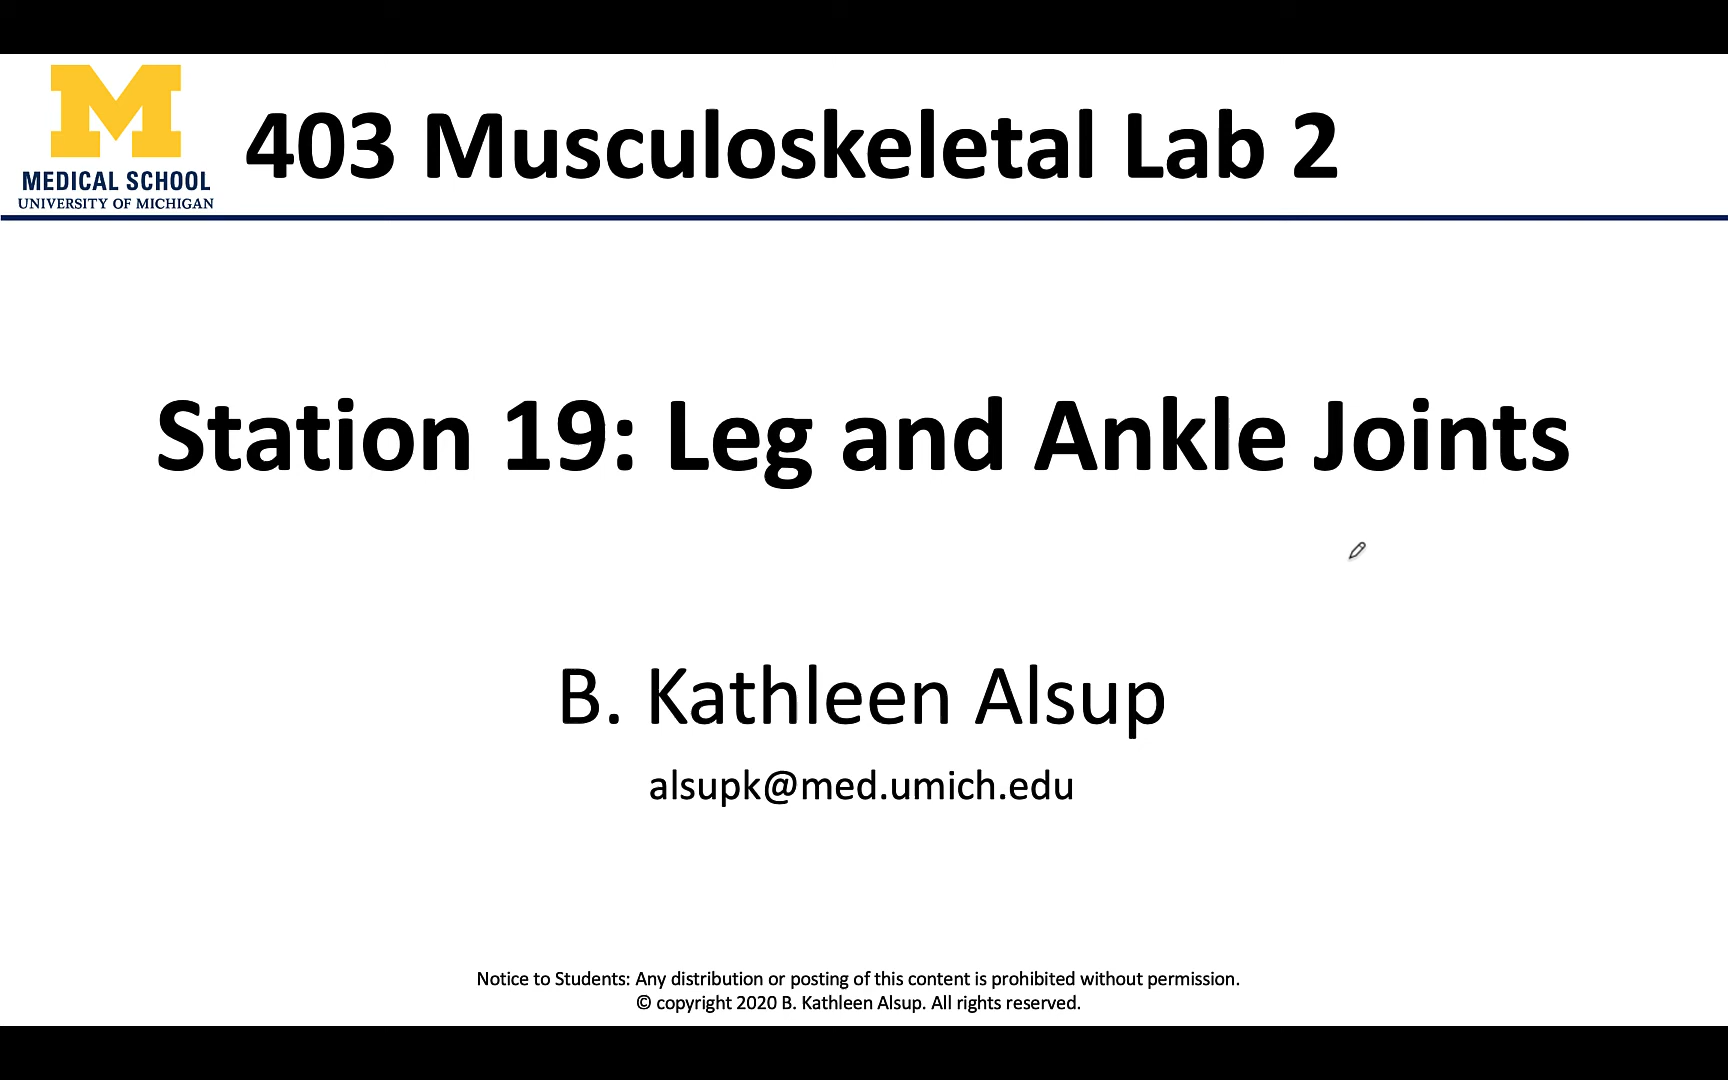 MEDICAL SCHOOL
UNIVERSITY OF MICHIGAN
403 Musculoskeletal Lab 2
Station 19: Leg and Ankle Joints
B. Kathleen Alsup
alsupk@med.umich.edu
Notice to Students: Any distribution or posting of this content is prohibited without permission.
© copyright 2020 B. Kathleen Alsup. All rights reserved.